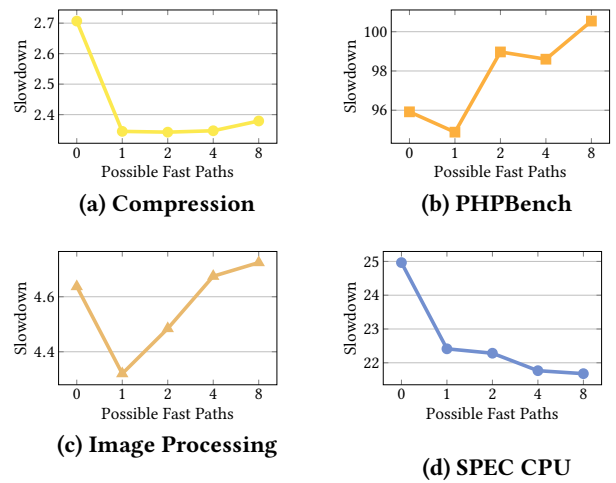 2.7
2.6
2.5
2.4
Slowdown
0 1 2 4 8
Possible Fast Paths
(a) Compression
100
98
96
Slowdown
0 1 2 4 8
Possible Fast Paths
(b) PHPBench
4.6
4.4
Slowdown
0 1 2 4 8
Possible Fast Paths
(c) Image Processing
25
24
23
22
Slowdown
0 1 2 4 8
Possible Fast Paths
(d) SPEC CPU